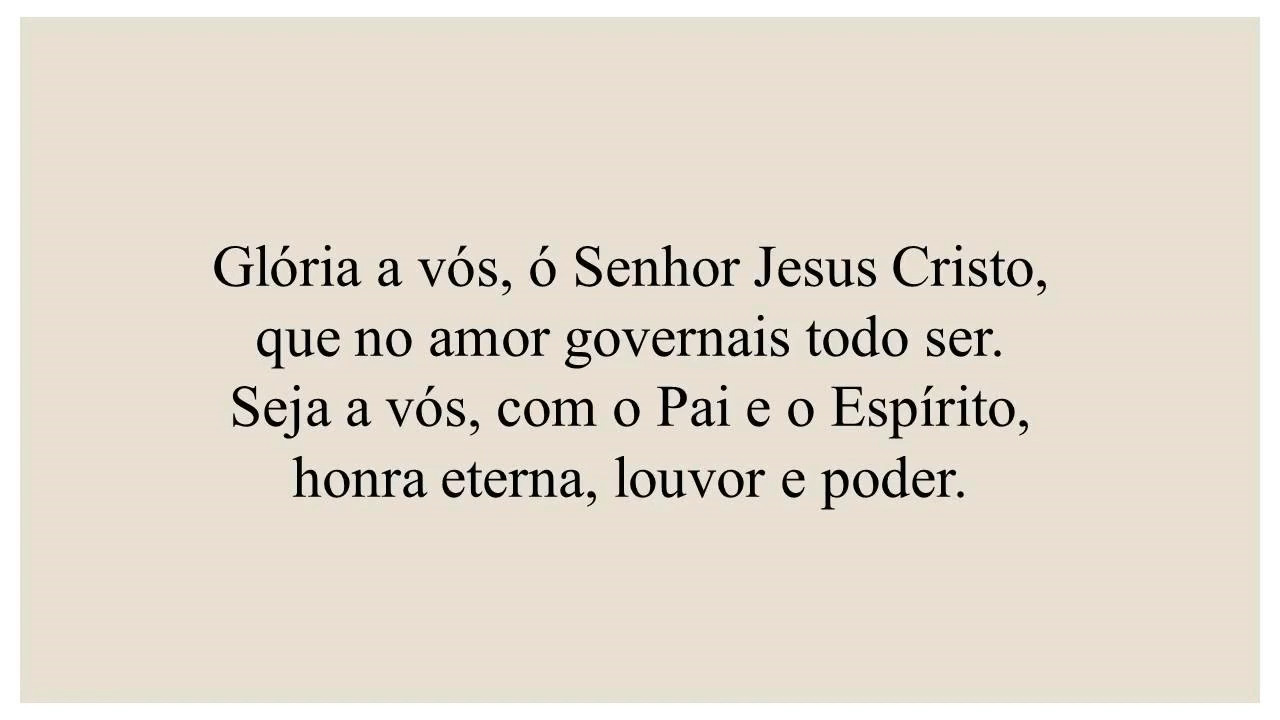 Glória a vós, ó Senhor Jesus Cristo,
que no amor governais todo ser.
Seja a vós, com o Pai e o Espírito,
honra eterna, louvor e poder.